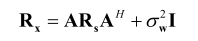 R_x = AR_sA^H + σ_w^2 I